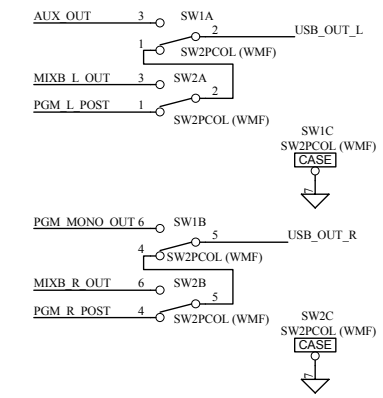 AUX_OUT 3 SW1A
2 USB_OUT_L
1
SW2PCOL (WMF)
MIXB_L_OUT 3 SW2A
2
PGM_L_POST 1
SW2PCOL (WMF)
SW1C
SW2PCOL (WMF)
CASE
7
PGM_MONO_OUT 6 SW1B
5 USB_OUT_R
4
SW2PCOL (WMF)
MIXB_R_OUT 6 SW2B
5
PGM_R_POST 4
SW2PCOL (WMF)
SW2C
SW2PCOL (WMF)
CASE
7